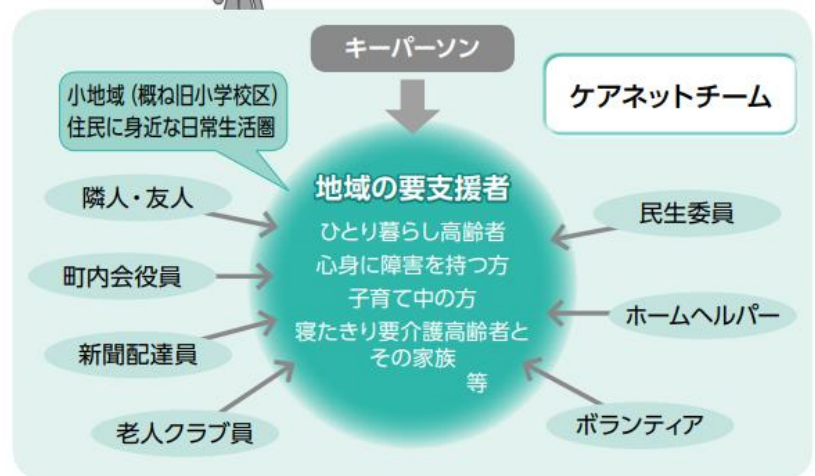 キーパーソン
ケアネットチーム
小地域（概ね旧小学校区）
住民に身近な日常生活圏
地域の要支援者
ひとり暮らし高齢者
心身に障害を持つ方
子育て中の方
寝たきり要介護高齢者と
その家族
等
隣人・友人
町内会役員
新聞配達員
老人クラブ員
民生委員
ホームヘルパー
ボランティア